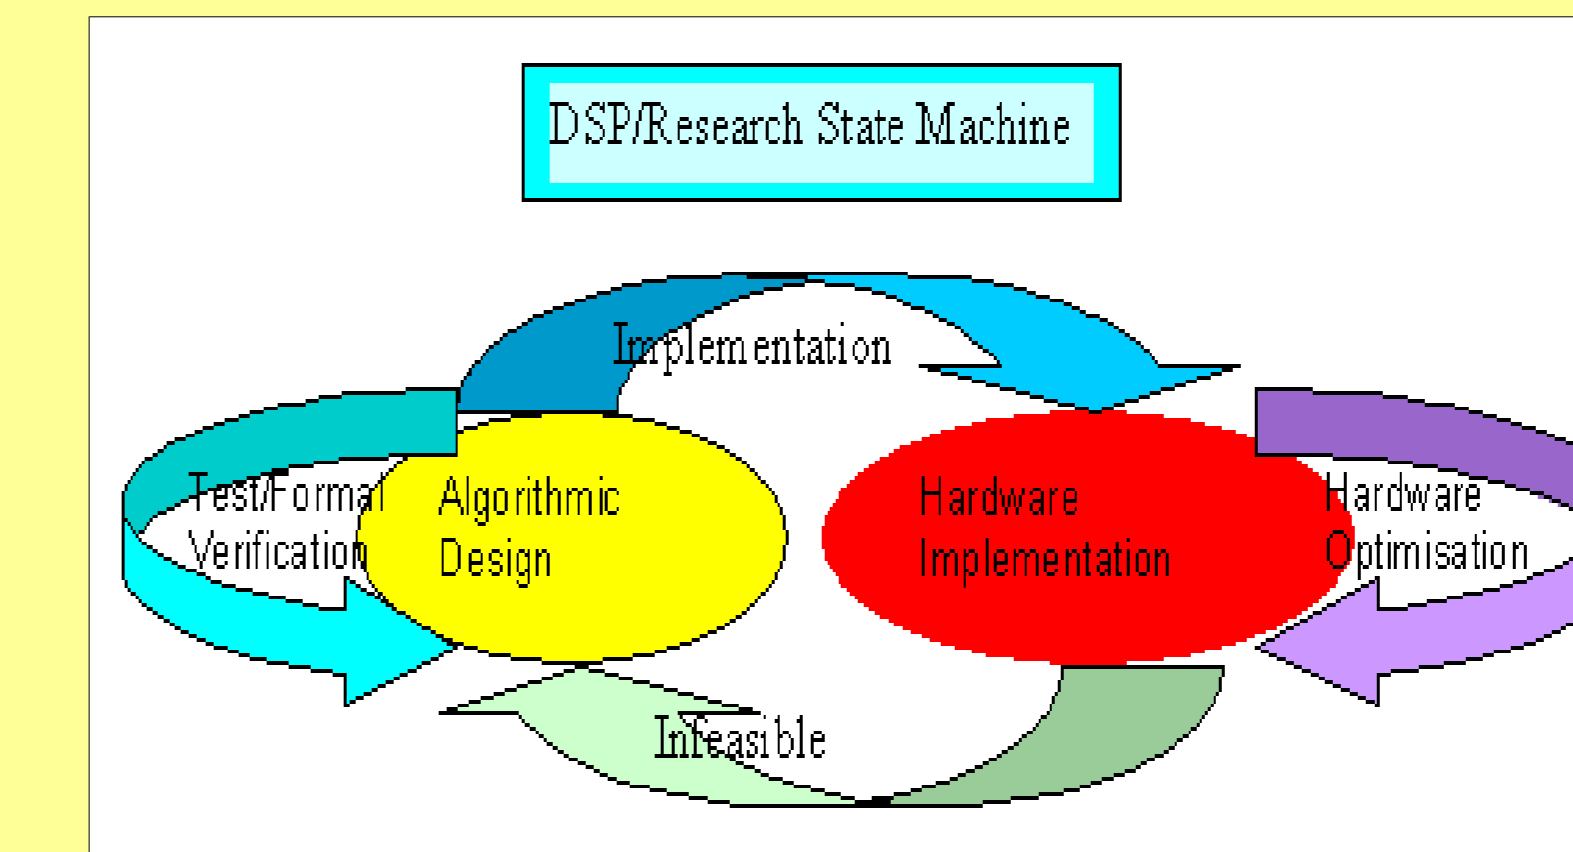 DSP/Research State Machine
Implementation
Test/Formal
Verification
Algorithmic
Design
Hardware
Implementation
Hardware
Optimisation
Infeasible